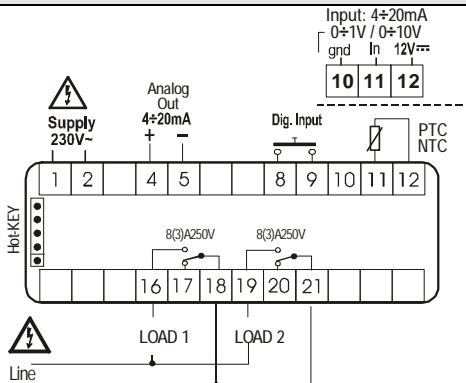 Input: 4÷20mA
0÷1V / 0÷10V
gnd In 12V
10 11 12
Supply
230V~
Analog
Out
4÷20mA
+ −
Dig. Input
PTC
NTC
1 2 4 5 8 9 10 11 12
Hot-KEY
8(3)A250V 8(3)A250V
16 17 18 19 20 21
LOAD 1 LOAD 2
Line